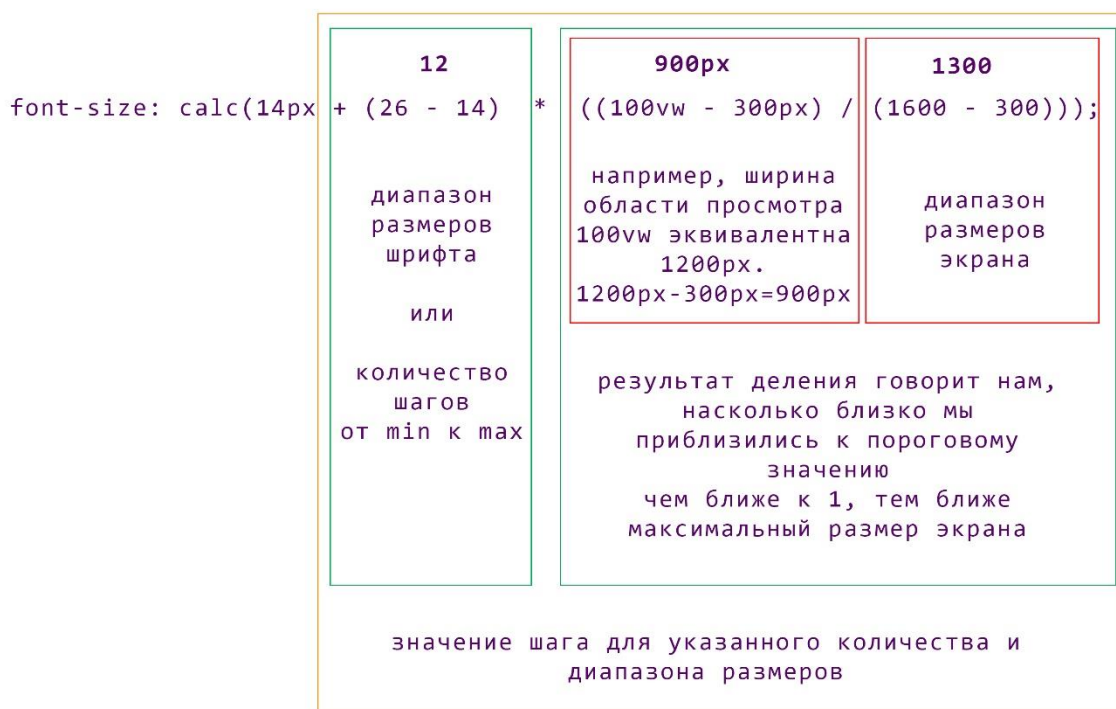 12 900px 1300
font-size: calc(14px + (26 - 14) * ((100vw - 300px) / (1600 - 300)));
диапазон
размеров
шрифта
или
количество
шагов
от min к max
например, ширина
области просмотра
100vw эквивалентна
1200px.
1200px-300px=900px
диапазон
размеров
экрана
результат деления говорит нам,
насколько близко мы
приблизились к пороговому
значению
чем ближе к 1, тем ближе
максимальный размер экрана
значение шага для указанного количества и
диапазона размеров